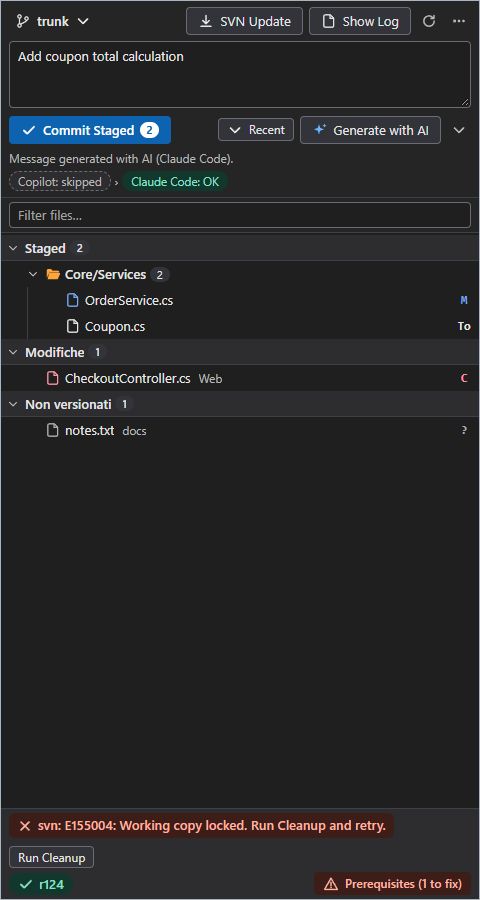 trunk
SVN Update
Show Log
Add coupon total calculation
Commit Staged 2
Recent
Generate with AI
Message generated with AI (Claude Code).
Copilot: skipped › Claude Code: OK
Filter files...
Staged 2
Core/Services 2
OrderService.cs M
Coupon.cs To
Modifiche 1
CheckoutController.cs Web C
Non versionati 1
notes.txt docs ?
svn: E155004: Working copy locked. Run Cleanup and retry.
Run Cleanup
r124
Prerequisites (1 to fix)